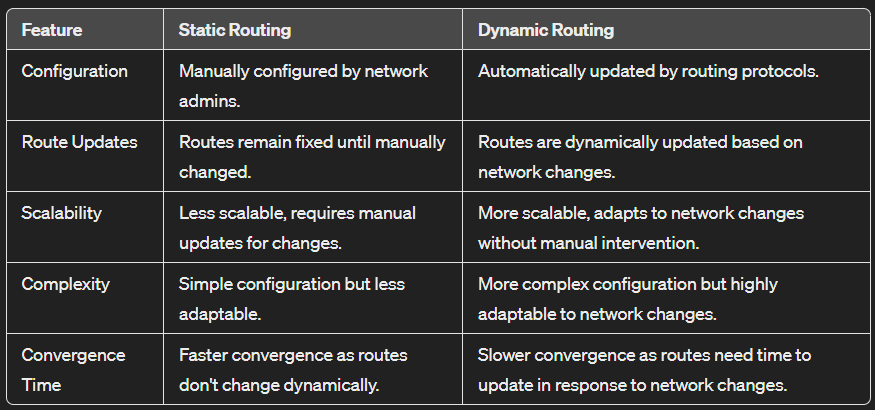 Feature Static Routing Dynamic Routing
Configuration Manually configured by network admins. Automatically updated by routing protocols.
Route Updates Routes remain fixed until manually changed. Routes are dynamically updated based on network changes.
Scalability Less scalable, requires manual updates for changes. More scalable, adapts to network changes without manual intervention.
Complexity Simple configuration but less adaptable. More complex configuration but highly adaptable to network changes.
Convergence Time Faster convergence as routes don't change dynamically. Slower convergence as routes need time to update in response to network changes.